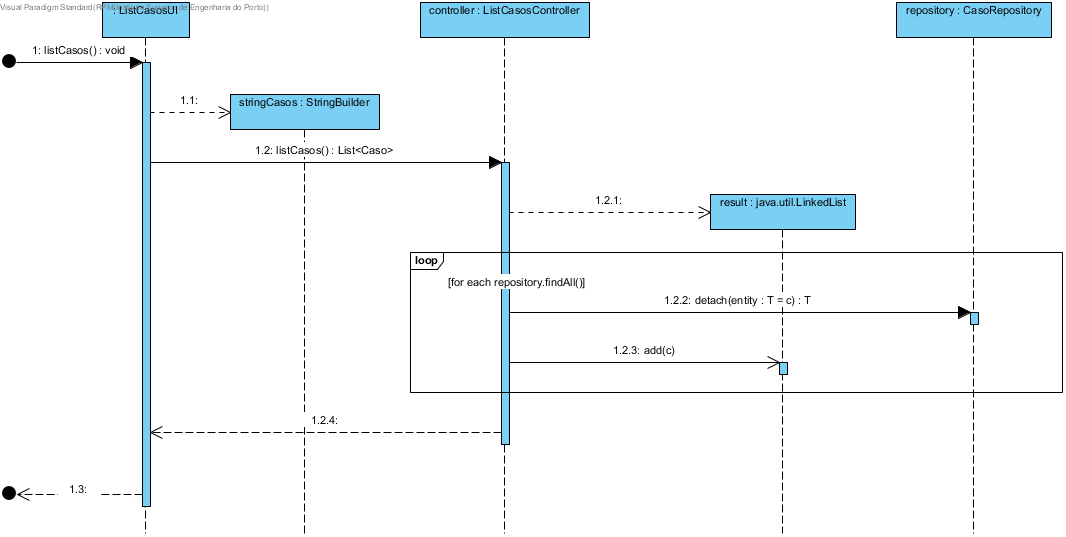 Visual Paradigm Standard(
de Engenharia do Porto))
: ListCasosUI
controller : ListCasosController
repository : CasoRepository
1: listCasos() : void
1.1:
stringCasos : StringBuilder
1.2: listCasos() : List<Caso>
1.2.1:
result : java.util.LinkedList
loop
[for each repository.findAll()]
1.2.2: detach(entity : T = c) : T
1.2.3: add(c)
1.2.4:
1.3: